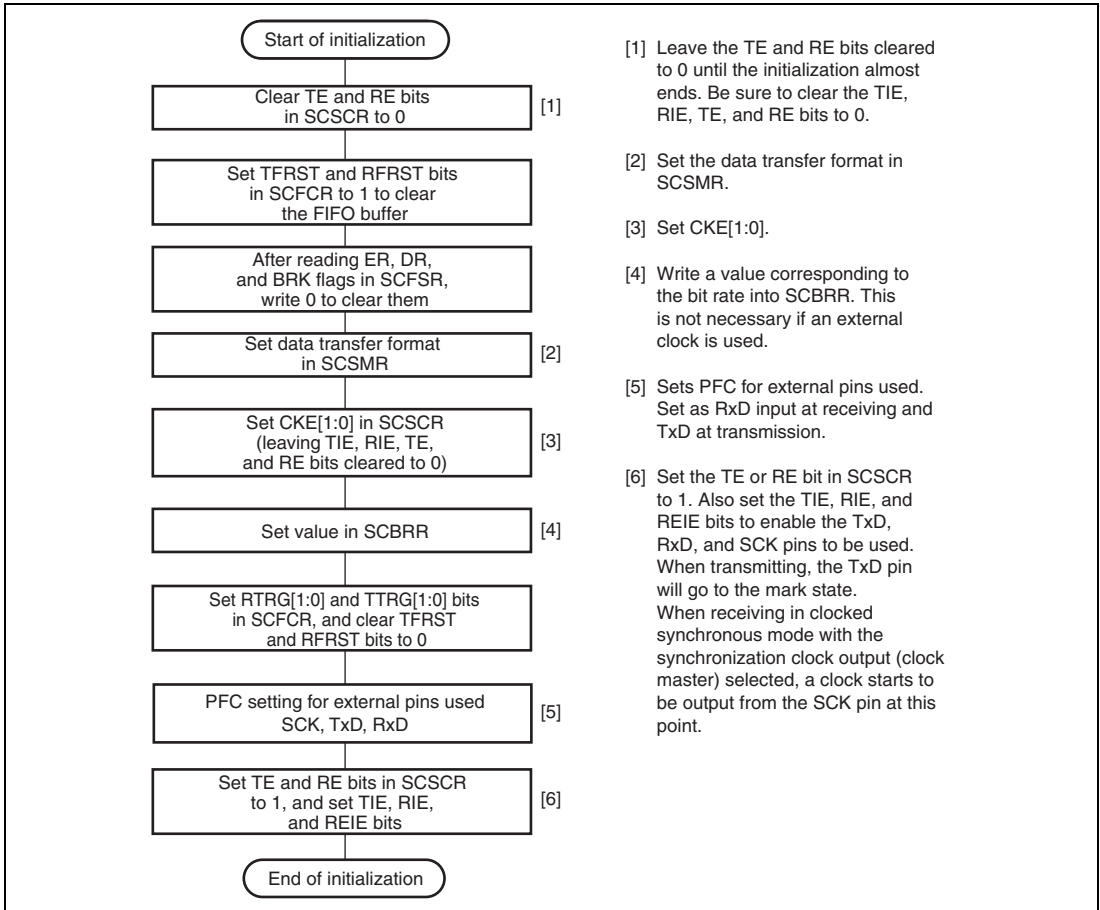 Start of initialization
Clear TE and RE bits
in SCSCR to 0
[1]
Set TFRST and RFRST bits
in SCFCR to 1 to clear
the FIFO buffer
After reading ER, DR,
and BRK flags in SCFSR,
write 0 to clear them
Set data transfer format
in SCSMR
[2]
Set CKE[1:0] in SCSCR
(leaving TIE, RIE, TE,
and RE bits cleared to 0)
[3]
Set value in SCBRR
[4]
Set RTRG[1:0] and TTRG[1:0] bits
in SCFCR, and clear TFRST
and RFRST bits to 0
PFC setting for external pins used
SCK, TxD, RxD
[5]
Set TE and RE bits in SCSCR
to 1, and set TIE, RIE,
and REIE bits
[6]
End of initialization
[1] Leave the TE and RE bits cleared
to 0 until the initialization almost
ends. Be sure to clear the TIE,
RIE, TE, and RE bits to 0.
[2] Set the data transfer format in
SCSMR.
[3] Set CKE[1:0].
[4] Write a value corresponding to
the bit rate into SCBRR. This
is not necessary if an external
clock is used.
[5] Sets PFC for external pins used.
Set as RxD input at receiving and
TxD at transmission.
[6] Set the TE or RE bit in SCSCR
to 1. Also set the TIE, RIE, and
REIE bits to enable the TxD,
RxD, and SCK pins to be used.
When transmitting, the TxD pin
will go to the mark state.
When receiving in clocked
synchronous mode with the
synchronization clock output (clock
master) selected, a clock starts to
be output from the SCK pin at this
point.